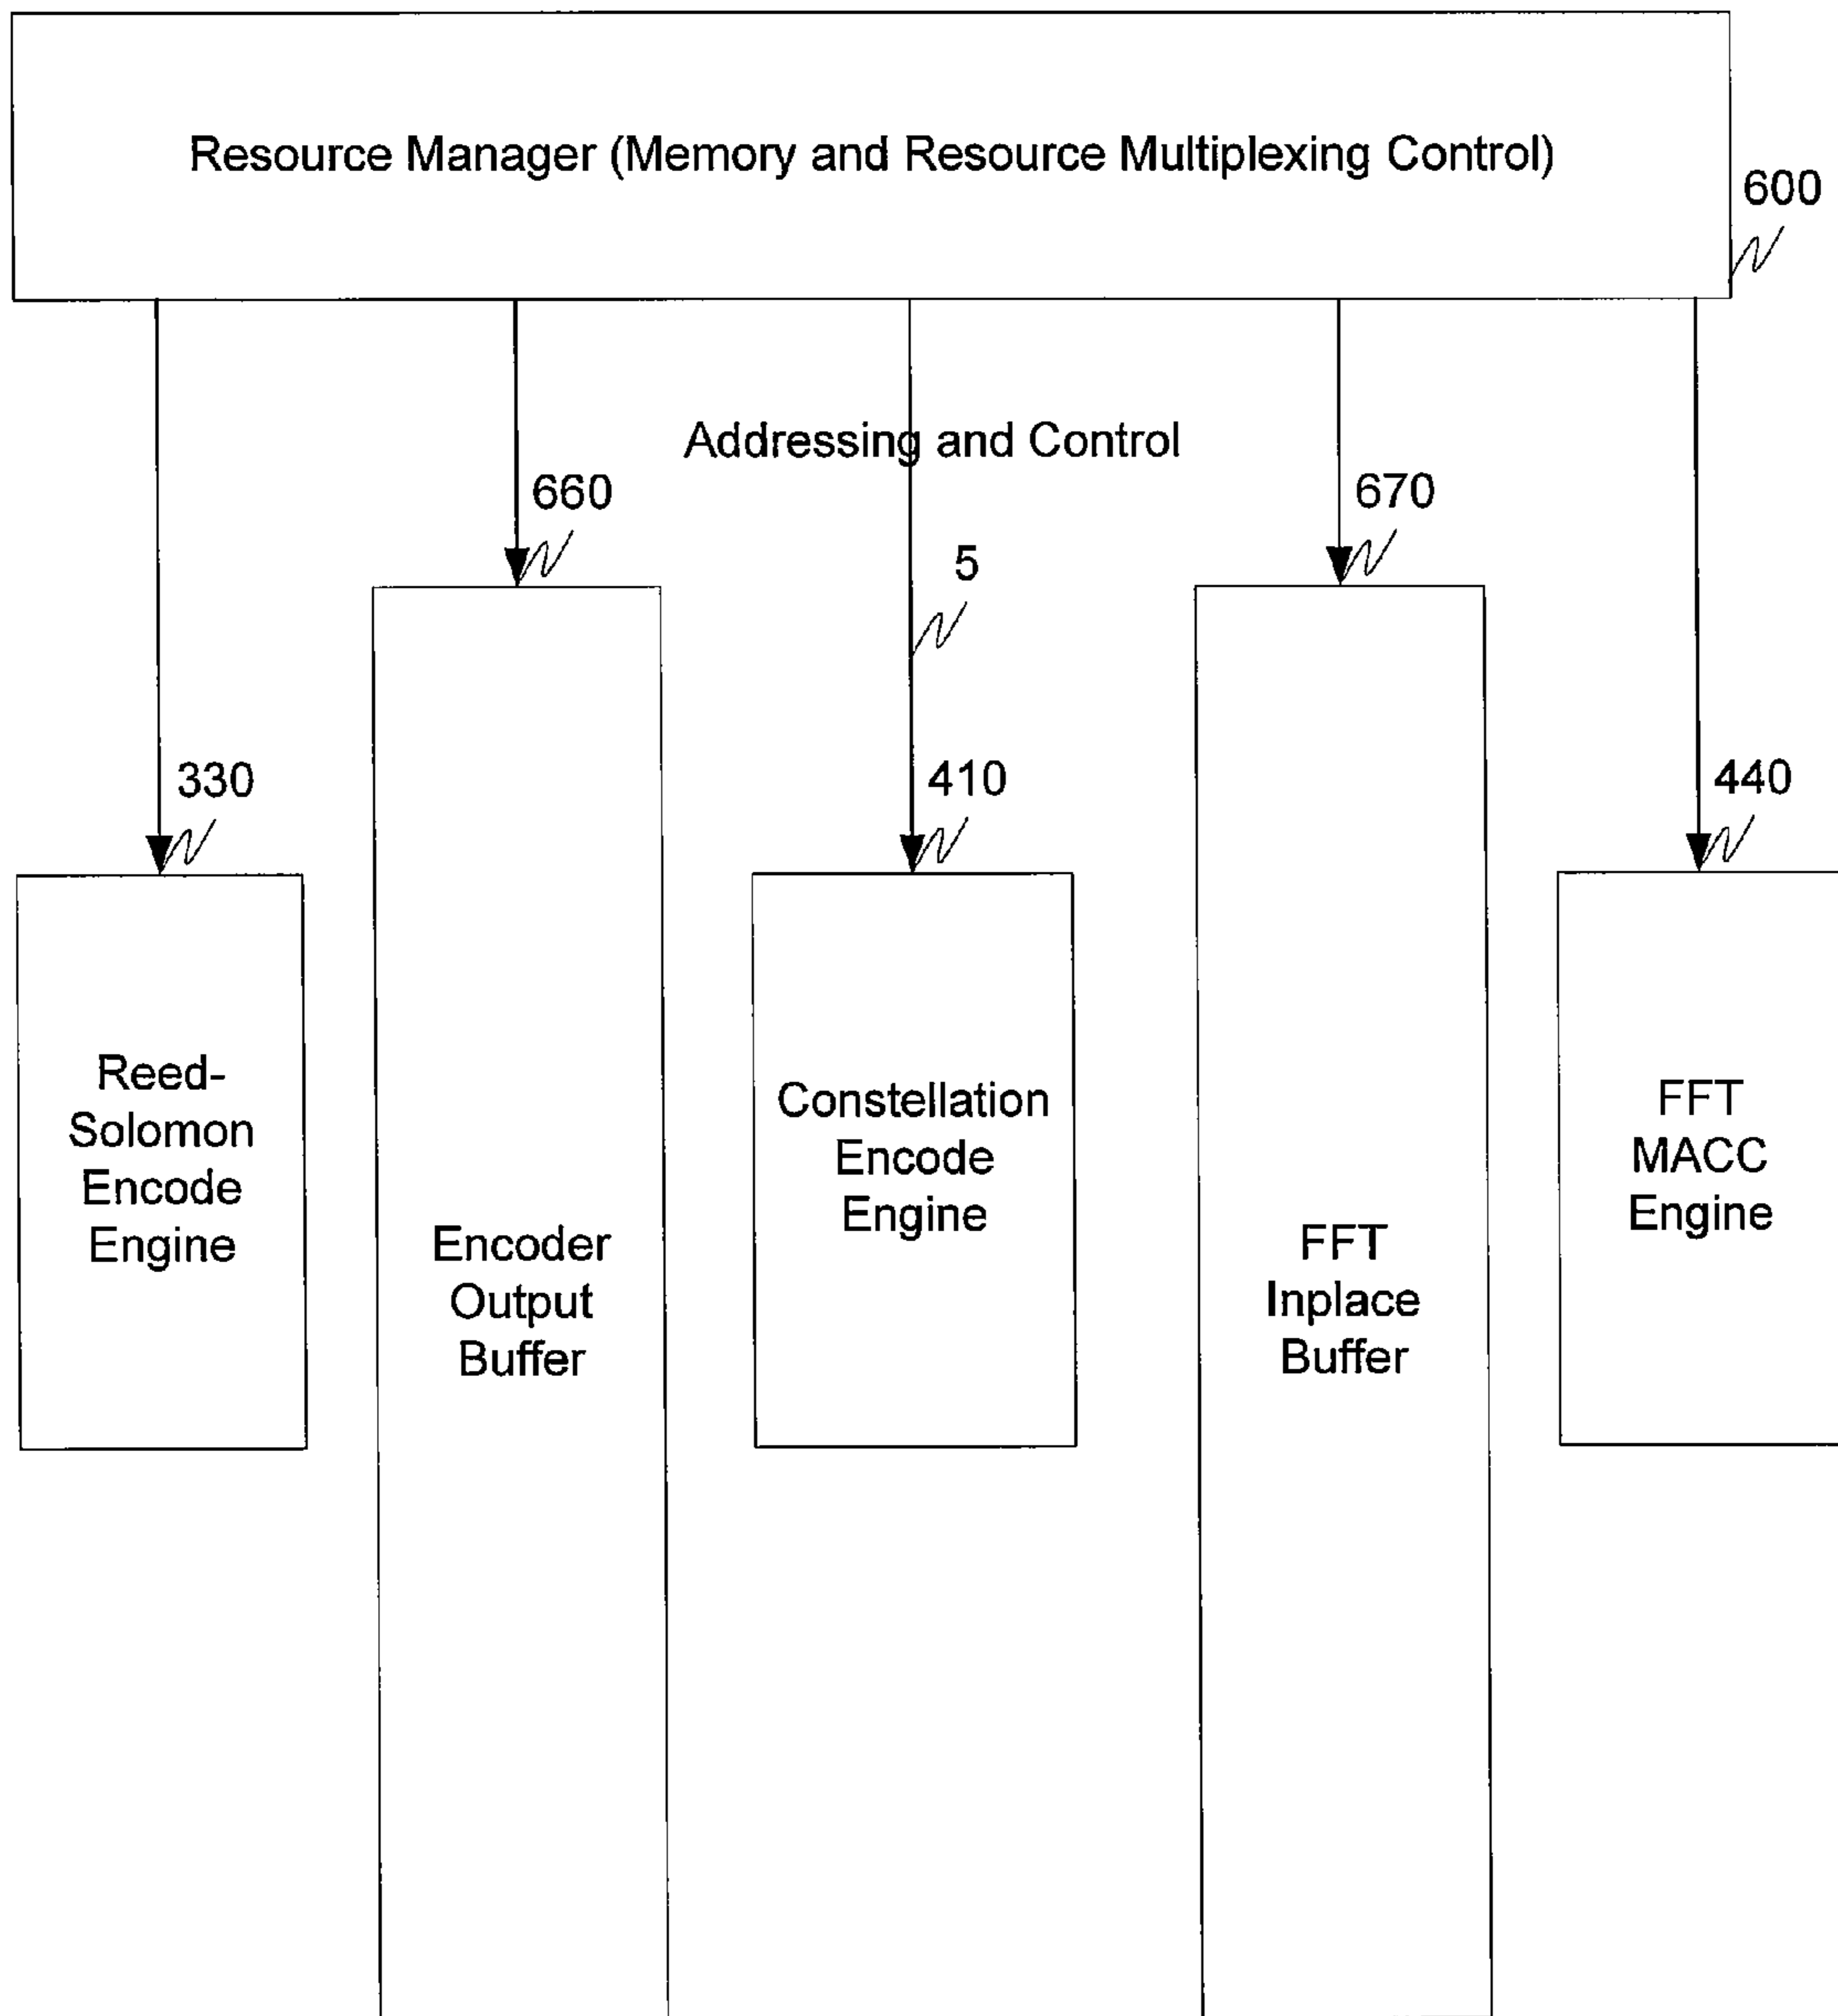 Resource Manager (Memory and Resource Multiplexing Control)
600
Addressing and Control
660
670
5
330
410
440
Reed-
Solomon
Encode
Engine
Encoder
Output
Buffer
Constellation
Encode
Engine
FFT
Inplace
Buffer
FFT
MACC
Engine